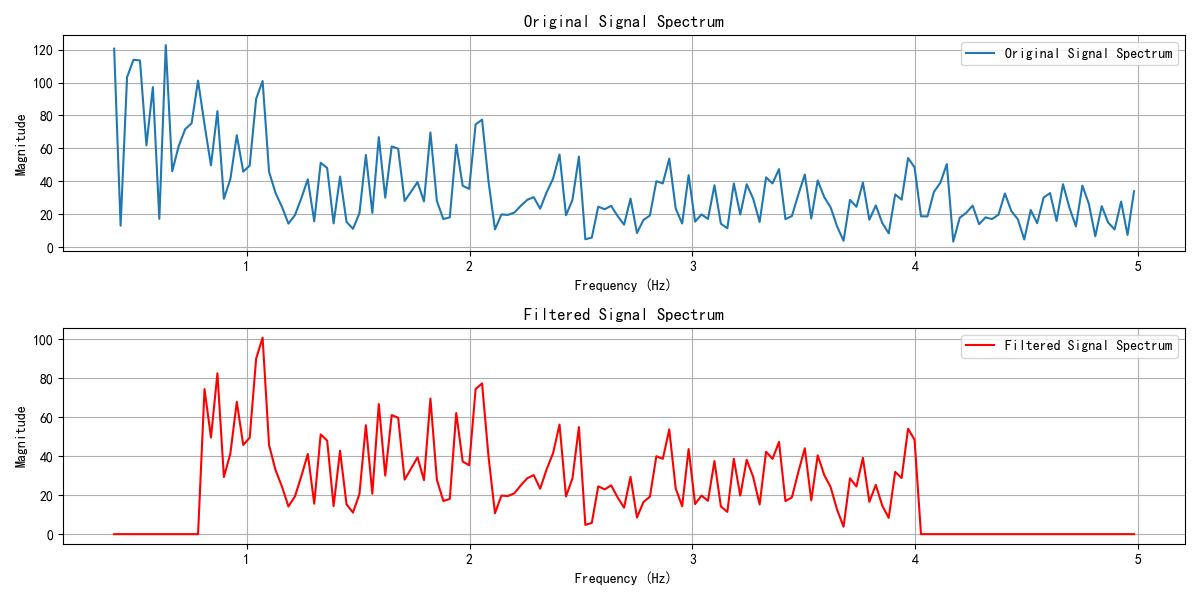 Original Signal Spectrum
120
100
80
60
40
20
0
Magnitude
Original Signal Spectrum
1 2 3 4 5
Frequency (Hz)
Filtered Signal Spectrum
100
80
60
40
20
0
Magnitude
Filtered Signal Spectrum
1 2 3 4 5
Frequency (Hz)